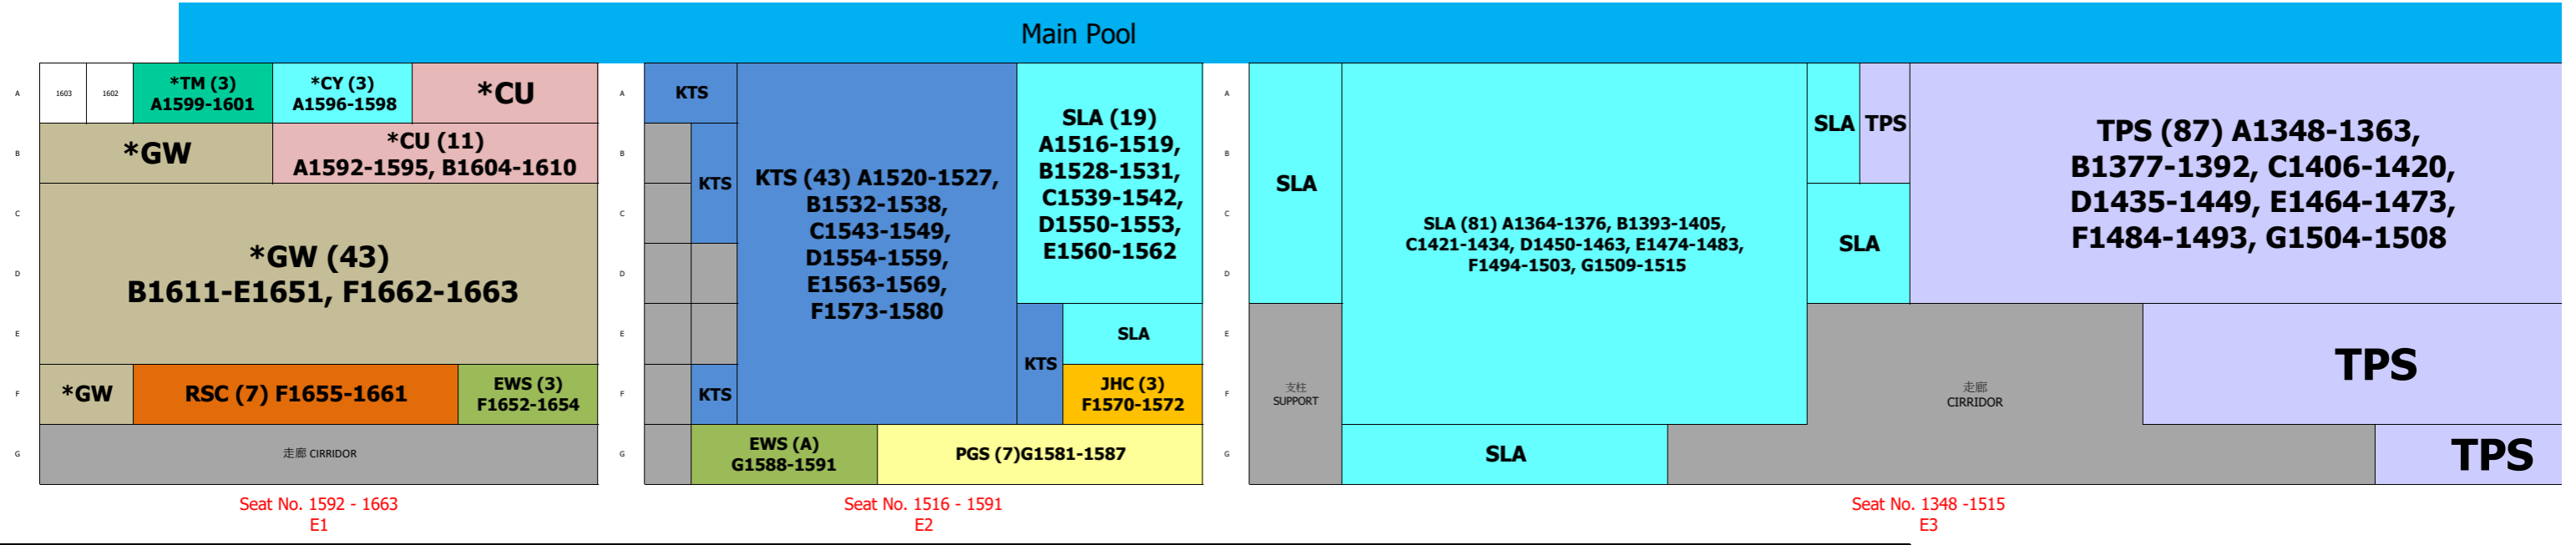 Main Pool
A
1603
1602
*TM (3)
A1599-1601
*CY (3)
A1596-1598
*CU
B
*GW
*CU (11)
A1592-1595, B1604-1610
C
*GW (43)
B1611-E1651, F1662-1663
D
E
F
*GW
RSC (7) F1655-1661
EWS (3)
F1652-1654
G
走廊 CIRRIDOR
Seat No. 1592 - 1663
E1
A
KTS
B
KTS
C
D
E
F
KTS
G
KTS (43) A1520-1527,
B1532-1538,
C1543-1549,
D1554-1559,
E1563-1569,
F1573-1580
SLA (19)
A1516-1519,
B1528-1531,
C1539-1542,
D1550-1553,
E1560-1562
KTS
SLA
JHC (3)
F1570-1572
EWS (A)
G1588-1591
PGS (7)G1581-1587
Seat No. 1516 - 1591
E2
A
B
C
D
E
F
G
SLA
支柱
SUPPORT
SLA (81) A1364-1376, B1393-1405,
C1421-1434, D1450-1463, E1474-1483,
F1494-1503, G1509-1515
SLA
SLA
TPS
SLA
TPS (87) A1348-1363,
B1377-1392, C1406-1420,
D1435-1449, E1464-1473,
F1484-1493, G1504-1508
走廊
CIRRIDOR
TPS
TPS
Seat No. 1348 -1515
E3